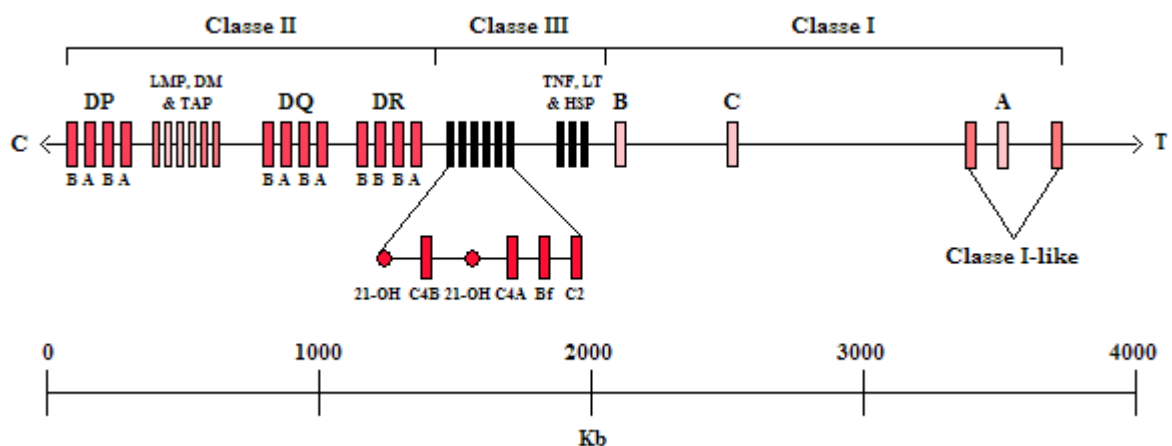 Classe II Classe III Classe I
LMP, DM
& TAP
TNF, LT
& HSP
DP DQ DR B C A
C T
B A B A B A B A B B B A
Classe I-like
21-OH C4B 21-OH C4A Bf C2
0 1000 2000 3000 4000
Kb